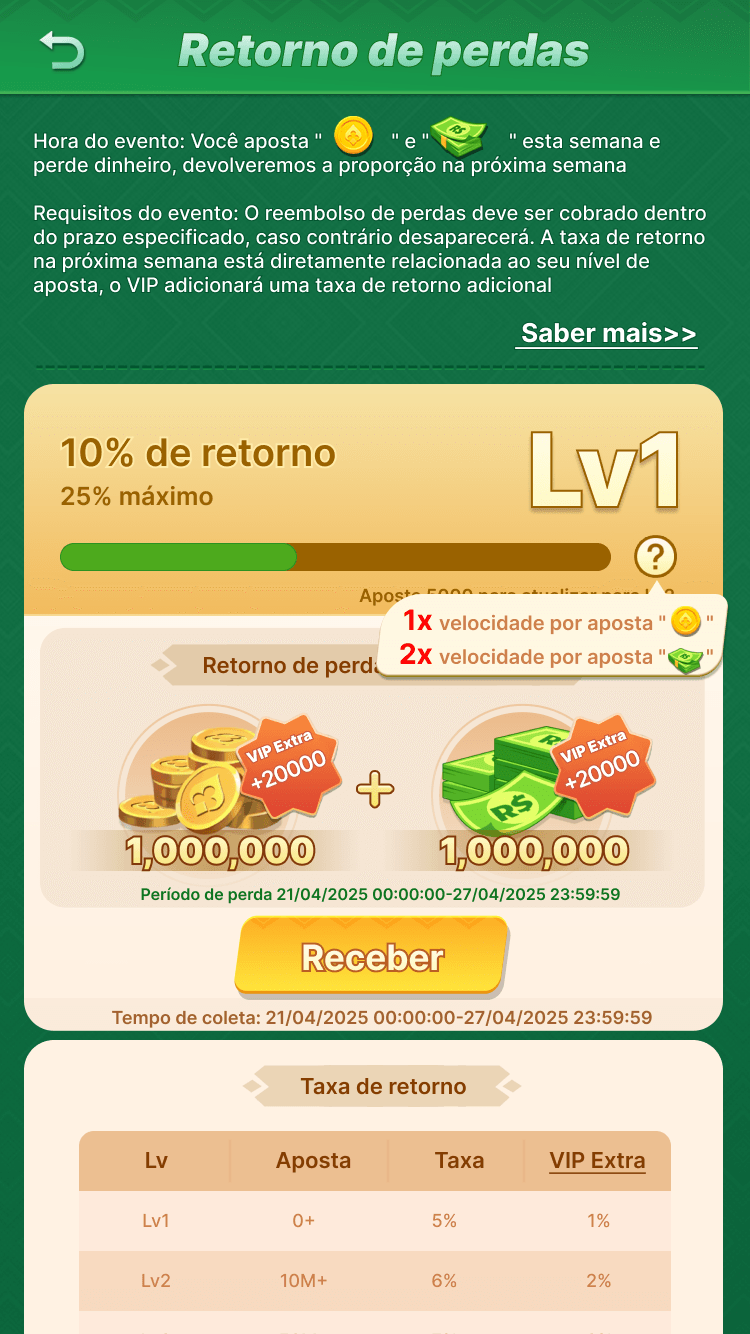 Retorno de perdas
Hora do evento: Você aposta " " e " " esta semana e
perde dinheiro, devolveremos a proporção na próxima semana
Requisitos do evento: O reembolso de perdas deve ser cobrado dentro
do prazo especificado, caso contrário desaparecerá. A taxa de retorno
na próxima semana está diretamente relacionada ao seu nível de
aposta, o VIP adicionará uma taxa de retorno adicional
Saber mais>>
10% de retorno
25% máximo
Lv1
?
Aposta 5000 para atualizar para
1x velocidade por aposta " "
2x velocidade por aposta " "
Retorno de
VIP Extra
+20000
VIP Extra
+20000
R$
1,000,000
1,000,000
Período de perda 21/04/2025 00:00:00-27/04/2025 23:59:59
Receber
Tempo de coleta: 21/04/2025 00:00:00-27/04/2025 23:59:59
Taxa de retorno
Lv Aposta Taxa VIP Extra
Lv1 0+ 5% 1%
Lv2 10M+ 6% 2%